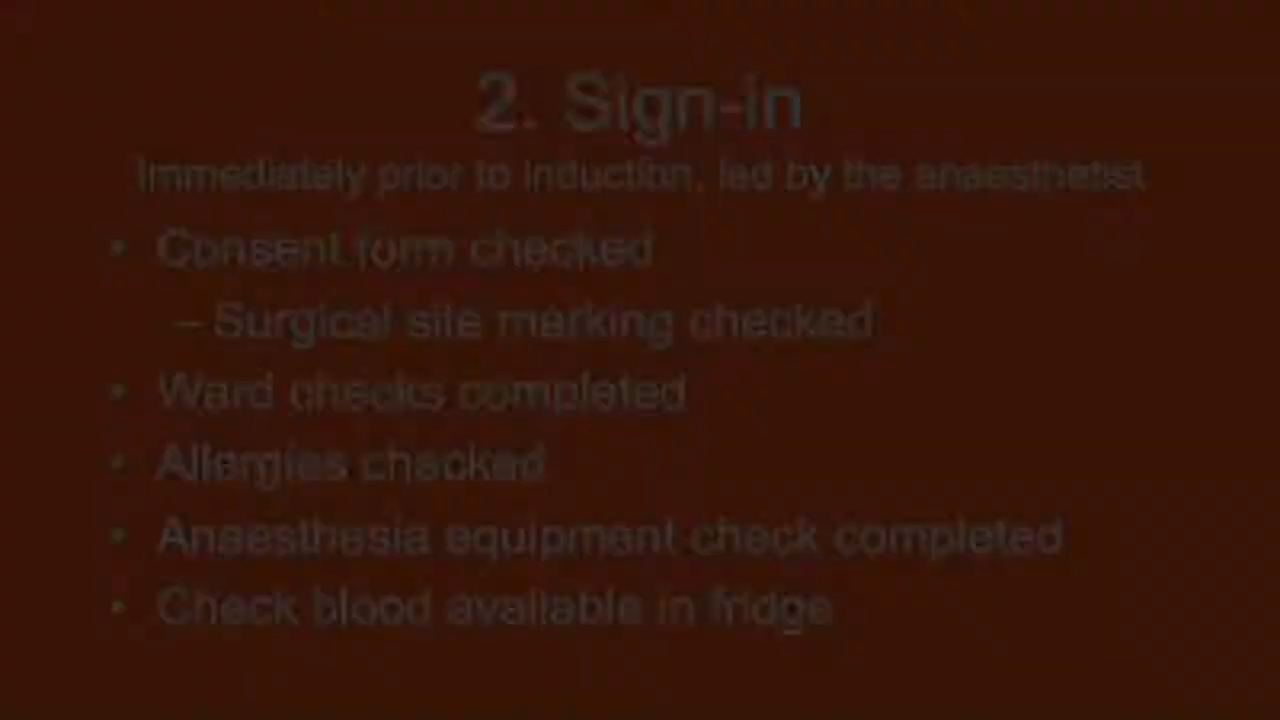 2. Sign-in
Immediately prior to induction, led by the anaesthetist
• Consent form checked
– Surgical site marking checked
• Ward checks completed
• Allergies checked
• Anaesthesia equipment check completed
• Check blood available in fridge